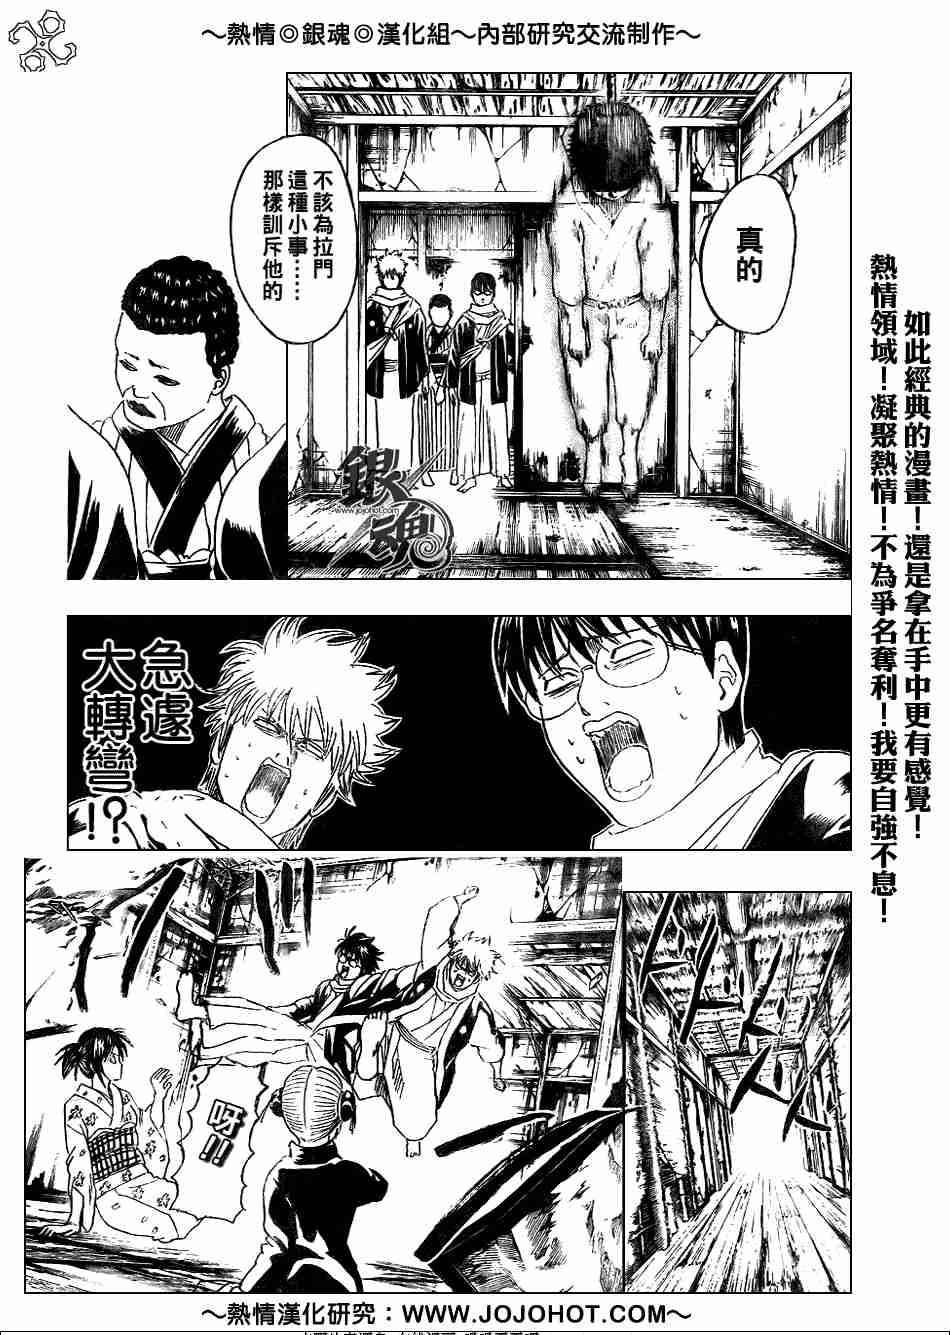 ～熱情◎銀魂◎漢化組～內部研究交流制作～
真的
不該為拉門
這種小事……
那樣訓斥他的
銀魂
www.jojohot.com
如此經典的漫畫！還是拿在手中更有感覺！
熱情領域！凝聚熱情！不為爭名奪利！我要自強不息！
急遽
大轉彎!?
呀!!
～熱情漢化研究：WWW.JOJOHOT.COM～